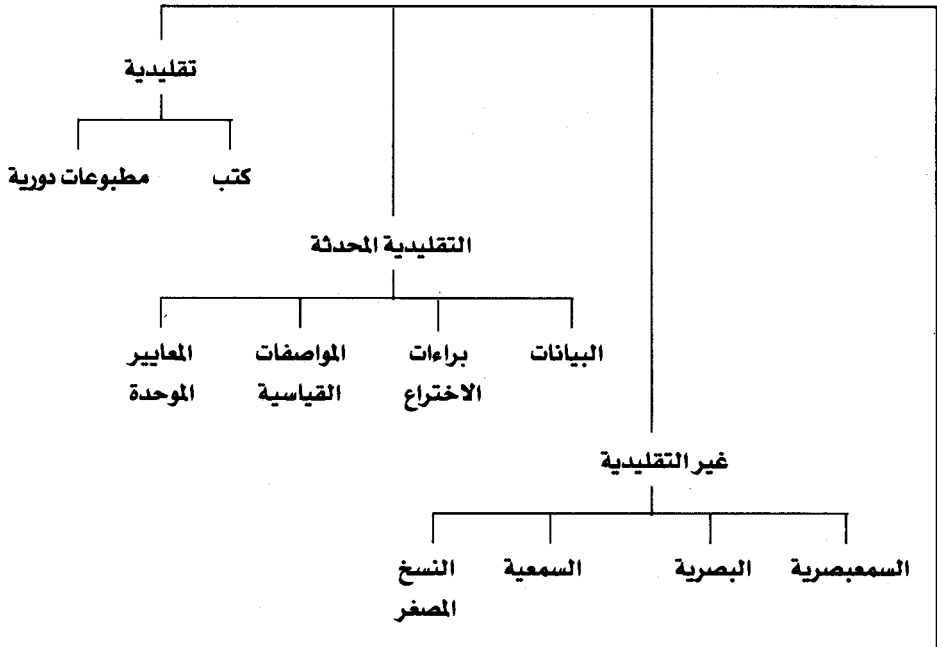 تقليدية
كتب
مطبوعات دورية
التقليدية المحدثة
البيانات
براءات
الاختراع
المواصفات
القياسية
المعايير
الموحدة
غير التقليدية
السمعبصرية
البصرية
السمعية
النسخ
المصغر